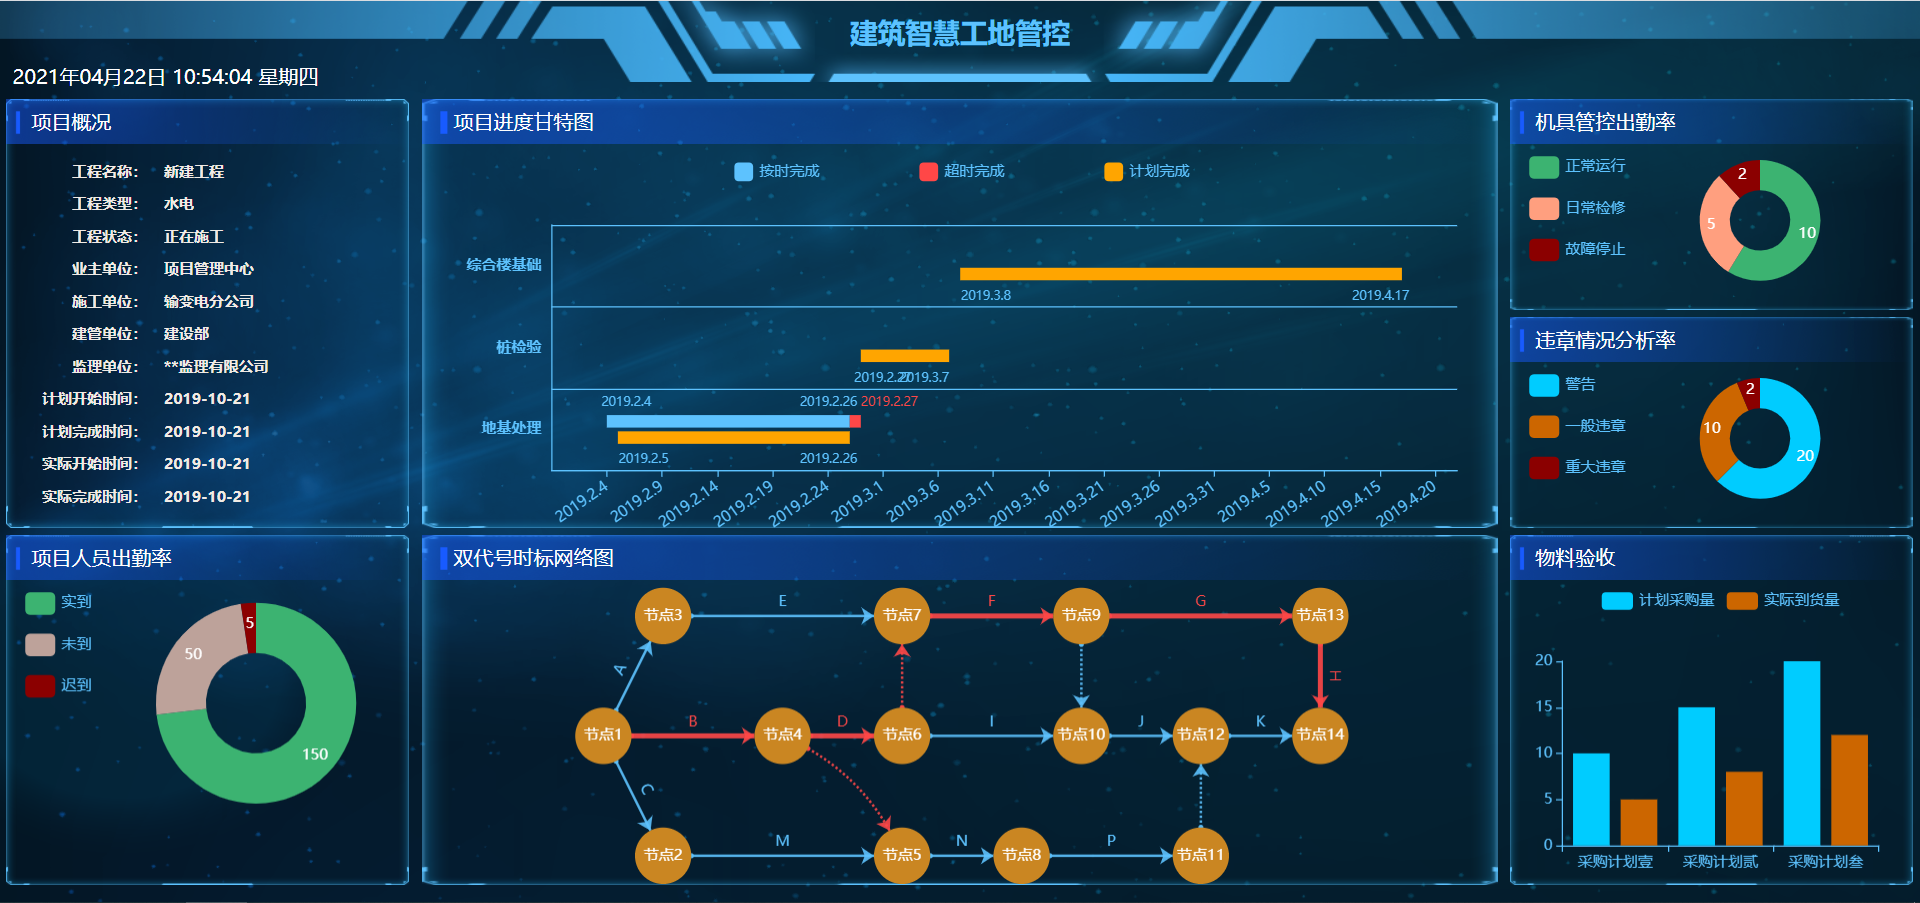 建筑智慧工地管控
2021年04月22日 10:54:04 星期四
项目概况
工程名称： 新建工程
工程类型： 水电
工程状态： 正在施工
业主单位： 项目管理中心
施工单位： 输变电分公司
建管单位： 建设部
监理单位： **监理有限公司
计划开始时间： 2019-10-21
计划完成时间： 2019-10-21
实际开始时间： 2019-10-21
实际完成时间： 2019-10-21
项目进度甘特图
按时完成 超时完成 计划完成
综合楼基础
2019.3.8 2019.4.17
桩检验
2019.2.27 2019.3.7
2019.2.4 2019.2.26 2019.2.27
地基处理
2019.2.5 2019.2.26
2019.2.4 2019.2.9 2019.2.14 2019.2.19 2019.2.24 2019.3.1 2019.3.6 2019.3.11 2019.3.16 2019.3.21 2019.3.26 2019.3.31 2019.4.5 2019.4.10 2019.4.15 2019.4.20
机具管控出勤率
正常运行
日常检修
故障停止
2
5
10
违章情况分析率
警告
一般违章
重大违章
2
10
20
项目人员出勤率
实到
未到
迟到
5
50
150
双代号时标网络图
节点3 E 节点7 F 节点9 G 节点13
A H
节点1 B 节点4 D 节点6 I 节点10 J 节点12 K 节点14
C
节点2 M 节点5 N 节点8 P 节点11
物料验收
计划采购量 实际到货量
20
15
10
5
0
采购计划壹 采购计划贰 采购计划叁